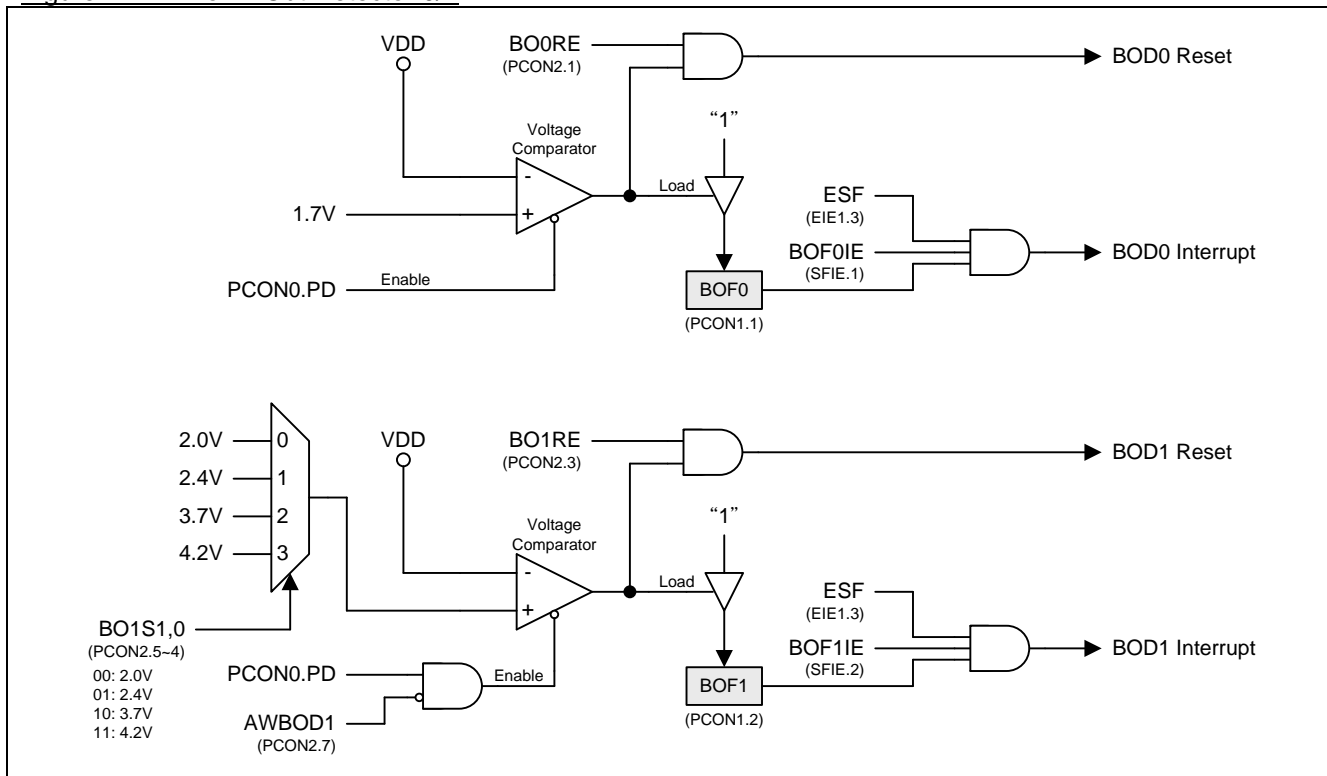 VDD
BO0RE
(PCON2.1)
BOD0 Reset
"1"
Voltage
Comparator
-
Load
1.7V
+
ESF
(EIE1.3)
BOF0IE
(SFIE.1)
BOD0 Interrupt
PCON0.PD
Enable
BOF0
(PCON1.1)
2.0V
0
2.4V
1
3.7V
2
4.2V
3
VDD
BO1RE
(PCON2.3)
BOD1 Reset
"1"
Voltage
Comparator
-
Load
+
ESF
(EIE1.3)
BOF1IE
(SFIE.2)
BOD1 Interrupt
BO1S1,0
(PCON2.5~4)
00: 2.0V
01: 2.4V
10: 3.7V
11: 4.2V
PCON0.PD
Enable
AWBOD1
(PCON2.7)
BOF1
(PCON1.2)